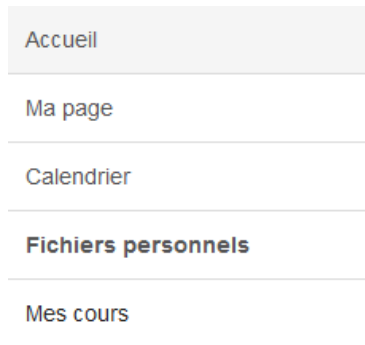 Accueil
Ma page
Calendrier
Fichiers personnels
Mes cours